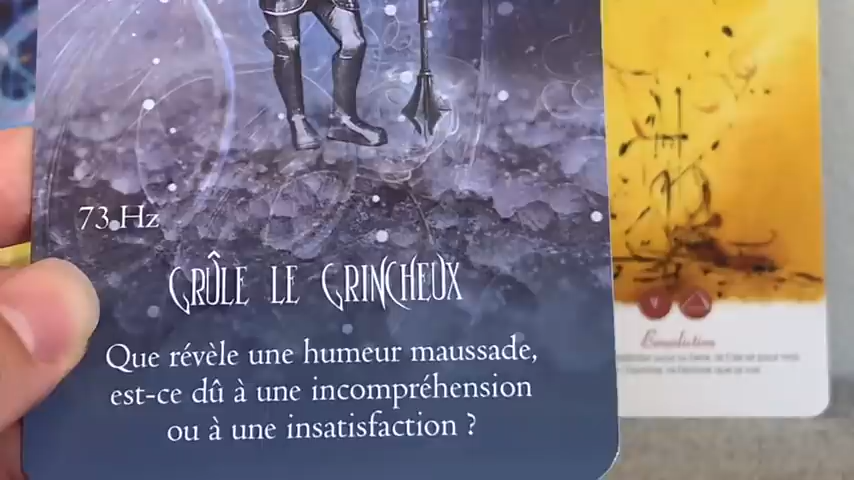 73 Hz
GRÛLE LE GRINCHEUX
Que révèle une humeur maussade,
est-ce dû à une incompréhension
ou à une insatisfaction ?